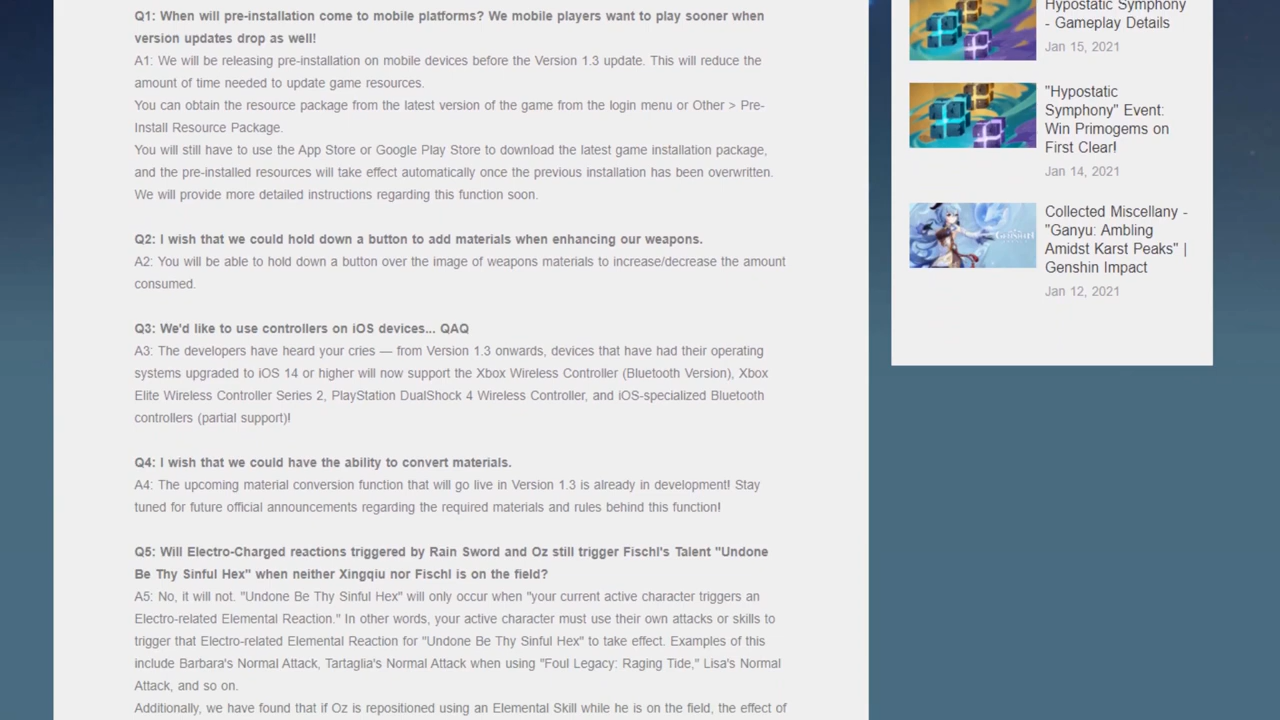 Q1: When will pre-installation come to mobile platforms? We mobile players want to play sooner when
version updates drop as well!
A1: We will be releasing pre-installation on mobile devices before the Version 1.3 update. This will reduce the
amount of time needed to update game resources.
You can obtain the resource package from the latest version of the game from the login menu or Other > Pre-
Install Resource Package.
You will still have to use the App Store or Google Play Store to download the latest game installation package,
and the pre-installed resources will take effect automatically once the previous installation has been overwritten.
We will provide more detailed instructions regarding this function soon.
Q2: I wish that we could hold down a button to add materials when enhancing our weapons.
A2: You will be able to hold down a button over the image of weapons materials to increase/decrease the amount
consumed.
Q3: We'd like to use controllers on iOS devices... QAQ
A3: The developers have heard your cries — from Version 1.3 onwards, devices that have had their operating
systems upgraded to iOS 14 or higher will now support the Xbox Wireless Controller (Bluetooth Version), Xbox
Elite Wireless Controller Series 2, PlayStation DualShock 4 Wireless Controller, and iOS-specialized Bluetooth
controllers (partial support)!
Q4: I wish that we could have the ability to convert materials.
A4: The upcoming material conversion function that will go live in Version 1.3 is already in development! Stay
tuned for future official announcements regarding the required materials and rules behind this function!
Q5: Will Electro-Charged reactions triggered by Rain Sword and Oz still trigger Fischl's Talent "Undone
Be Thy Sinful Hex" when neither Xingqiu nor Fischl is on the field?
A5: No, it will not. "Undone Be Thy Sinful Hex" will only occur when "your current active character triggers an
Electro-related Elemental Reaction." In other words, your active character must use their own attacks or skills to
trigger that Electro-related Elemental Reaction for "Undone Be Thy Sinful Hex" to take effect. Examples of this
include Barbara's Normal Attack, Tartaglia's Normal Attack when using "Foul Legacy: Raging Tide," Lisa's Normal
Attack, and so on.
Additionally, we have found that if Oz is repositioned using an Elemental Skill while he is on the field, the effect of
Hypostatic Symphony
- Gameplay Details
Jan 15, 2021
"Hypostatic
Symphony" Event:
Win Primogems on
First Clear!
Jan 14, 2021
Collected Miscellany -
"Ganyu: Ambling
Amidst Karst Peaks" |
Genshin Impact
Jan 12, 2021